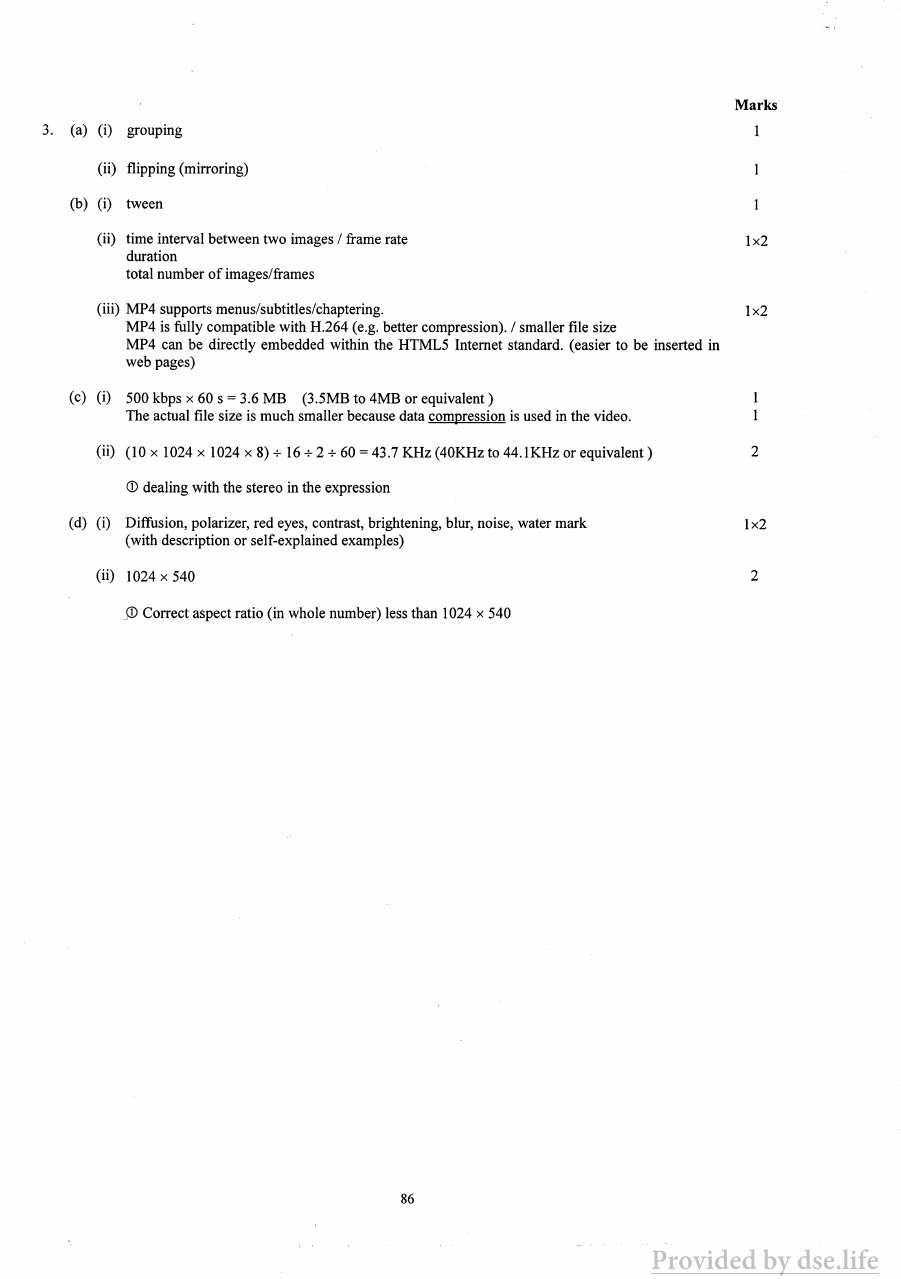 Marks
3. (a) (i) grouping 1
(ii) flipping (mirroring) 1
(b) (i) tween 1
(ii) time interval between two images / frame rate 1×2
duration
total number of images/frames
(iii) MP4 supports menus/subtitles/chaptering. 1×2
MP4 is fully compatible with H.264 (e.g. better compression). / smaller file size
MP4 can be directly embedded within the HTML5 Internet standard. (easier to be inserted in
web pages)
(c) (i) 500 kbps × 60 s = 3.6 MB (3.5MB to 4MB or equivalent ) 1
The actual file size is much smaller because data compression is used in the video. 1
(ii) (10 × 1024 × 1024 × 8) ÷ 16 ÷ 2 ÷ 60 = 43.7 KHz (40KHz to 44.1KHz or equivalent ) 2
① dealing with the stereo in the expression
(d) (i) Diffusion, polarizer, red eyes, contrast, brightening, blur, noise, water mark 1×2
(with description or self-explained examples)
(ii) 1024 × 540 2
① Correct aspect ratio (in whole number) less than 1024 × 540
86
Provided by dse.life